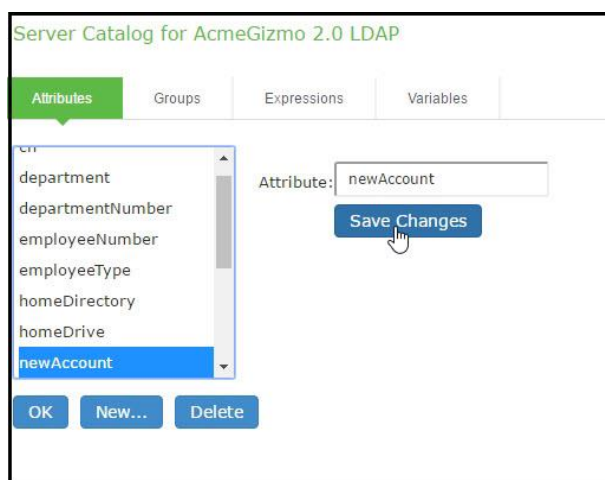 Server Catalog for AcmeGizmo 2.0 LDAP
Attributes Groups Expressions Variables
cn
department
departmentNumber
employeeNumber
employeeType
homeDirectory
homeDrive
newAccount
Attribute: newAccount
Save Changes
OK New... Delete